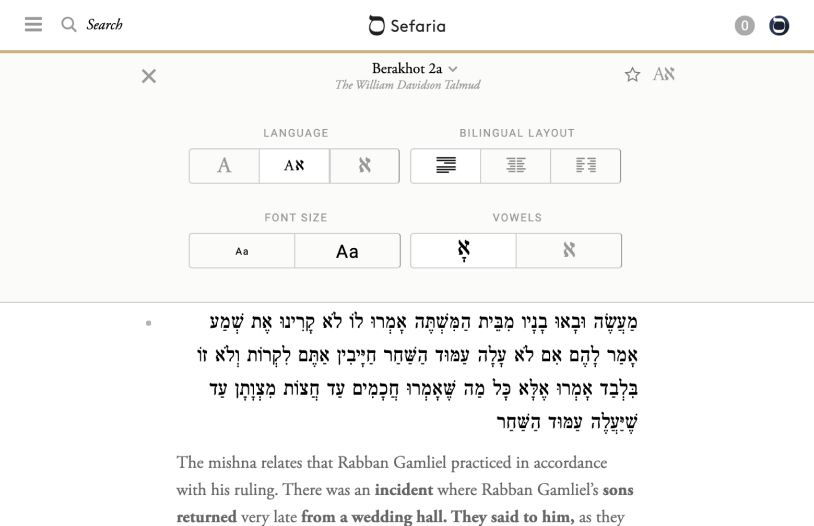 Search
Sefaria
0
Berakhot 2a
The William Davidson Talmud
Aא
LANGUAGE
BILINGUAL LAYOUT
A
Aא
א
FONT SIZE
VOWELS
Aa
Aa
אָ
א
מַעֲשֶׂה וּבָאוּ בָנָיו מִבֵּית הַמִּשְׁתֶּה אָמְרוּ לוֹ לֹא קָרִינוּ אֶת שְׁמַע
אָמַר לָהֶם אִם לֹא עָלָה עַמּוּד הַשַּׁחַר חַיָּיבִין אַתֶּם לִקְרוֹת וְלֹא זוֹ
בִּלְבַד אָמְרוּ אֶלָּא כׇּל מַה שֶּׁאָמְרוּ חֲכָמִים עַד חֲצוֹת מִצְוָתָן עַד
שֶׁיַּעֲלֶה עַמּוּד הַשַּׁחַר
The mishna relates that Rabban Gamliel practiced in accordance
with his ruling. There was an incident where Rabban Gamliel's sons
returned very late from a wedding hall. They said to him, as they